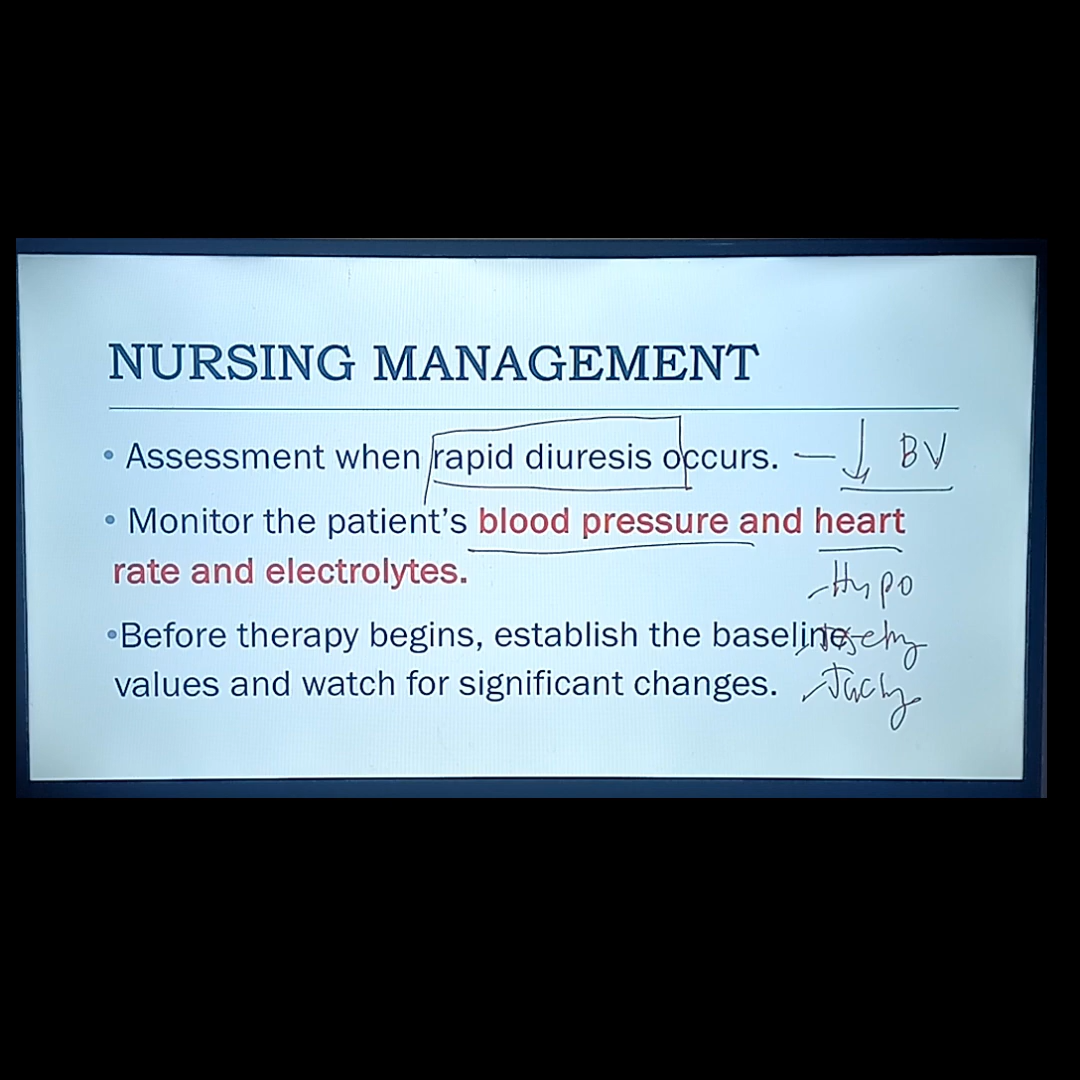 NURSING MANAGEMENT
• Assessment when rapid diuresis occurs. — ↓ BV
• Monitor the patient's blood pressure and heart
rate and electrolytes.
Hypo
•Before therapy begins, establish the baseline
values and watch for significant changes.
Tachy